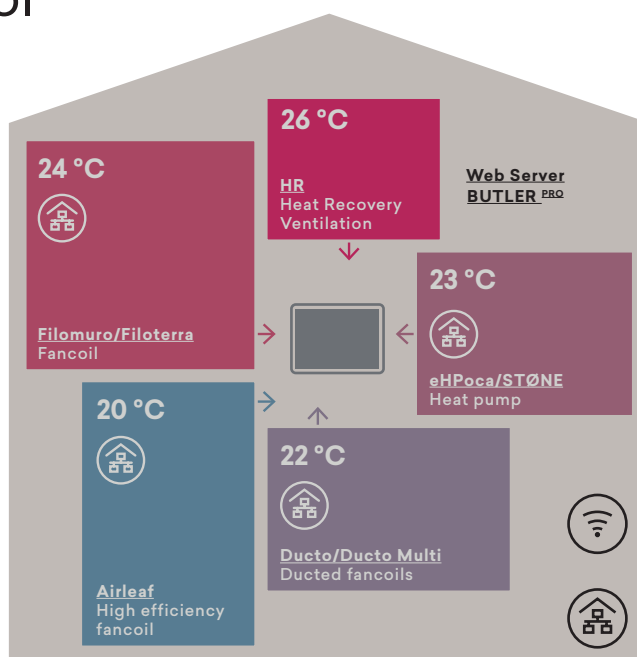 26 °C
HR
Heat Recovery
Ventilation
24 °C
Filomuro/Filoterra
Fancoil
Web Server
BUTLER PRO
23 °C
eHPoca/STØNE
Heat pump
20 °C
Airleaf
High efficiency
fancoil
22 °C
Ducto/Ducto Multi
Ducted fancoils